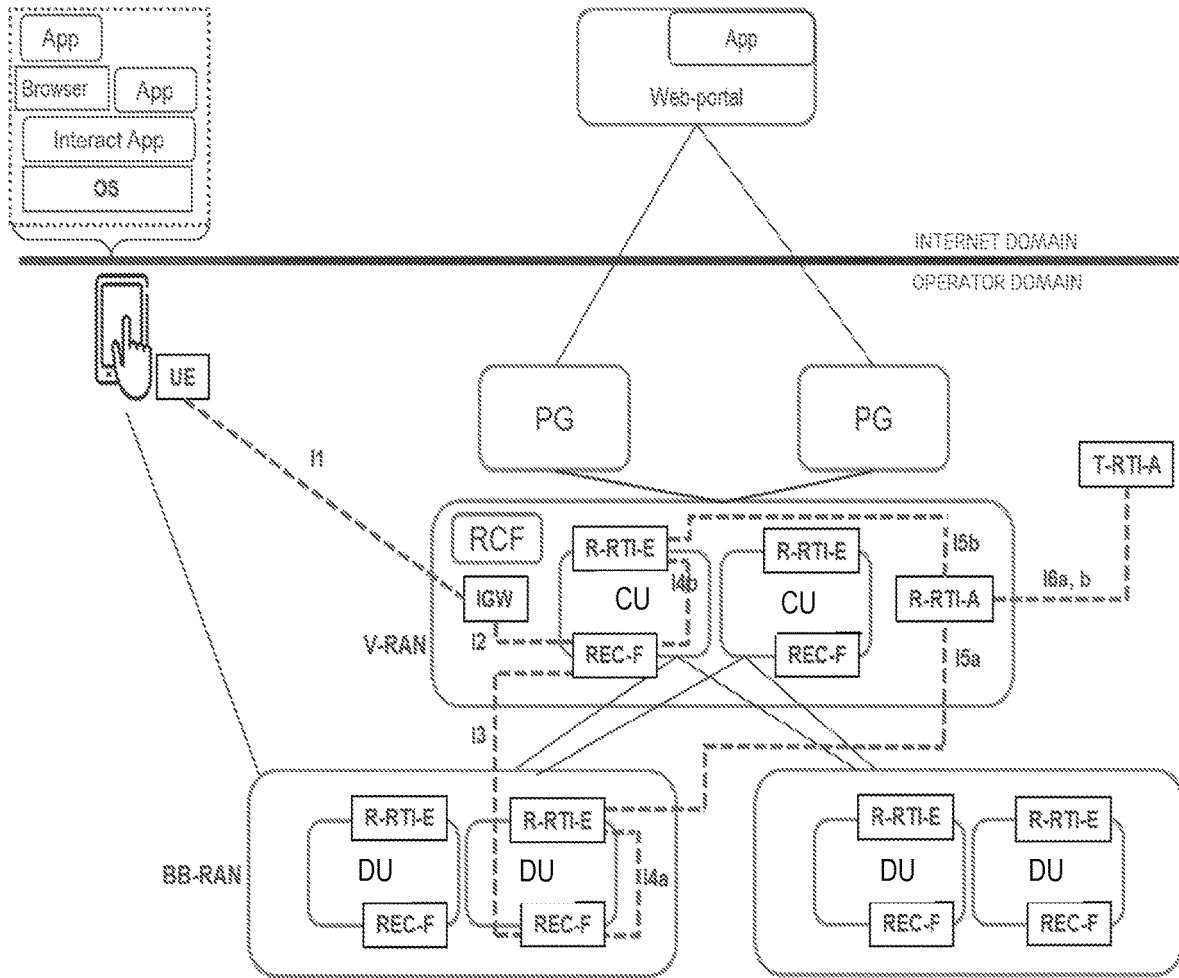 App
Browser
App
Interact App
OS
App
Web-portal
INTERNET DOMAIN
OPERATOR DOMAIN
UE
I1
PG
PG
T-RTI-A
RCF
R-RTI-E
R-RTI-E
I5b
I4b
IGW
CU
CU
R-RTI-A
I6a, b
I2
V-RAN
REC-F
REC-F
I5a
I3
R-RTI-E
R-RTI-E
R-RTI-E
R-RTI-E
BB-RAN
DU
DU
I4a
DU
DU
REC-F
REC-F
REC-F
REC-F